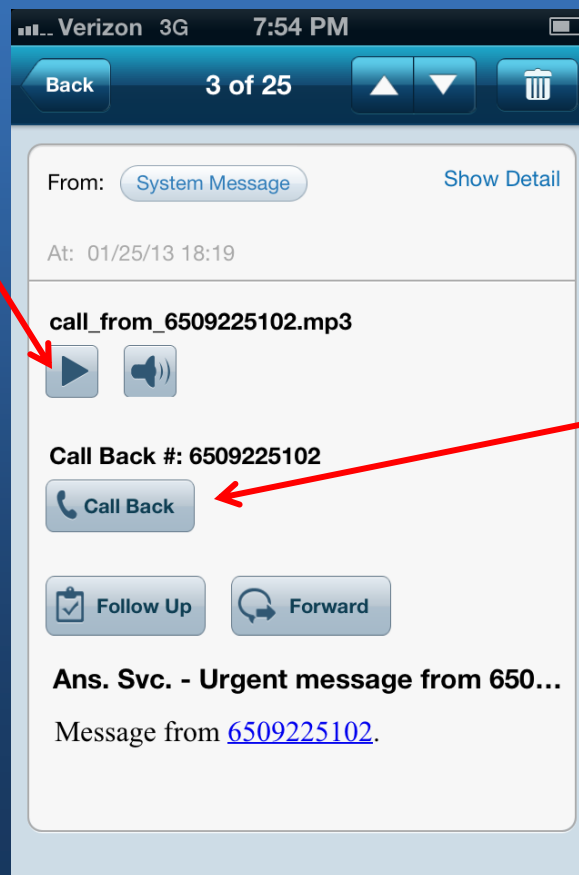 Verizon 3G 7:54 PM
Back 3 of 25
From: System Message Show Detail
At: 01/25/13 18:19
call_from_6509225102.mp3
Call Back #: 6509225102
Call Back
Follow Up Forward
Ans. Svc. - Urgent message from 650...
Message from 6509225102.